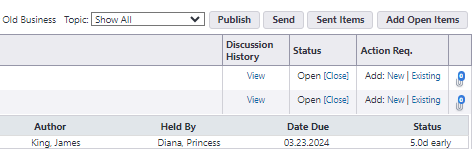 Old Business Topic: Show All Publish Send Sent Items Add Open Items
Discussion History Status Action Req.
View Open [Close] Add: New | Existing 0
View Open [Close] Add: New | Existing 0
Author Held By Date Due Status
King, James Diana, Princess 03.23.2024 5.0d early